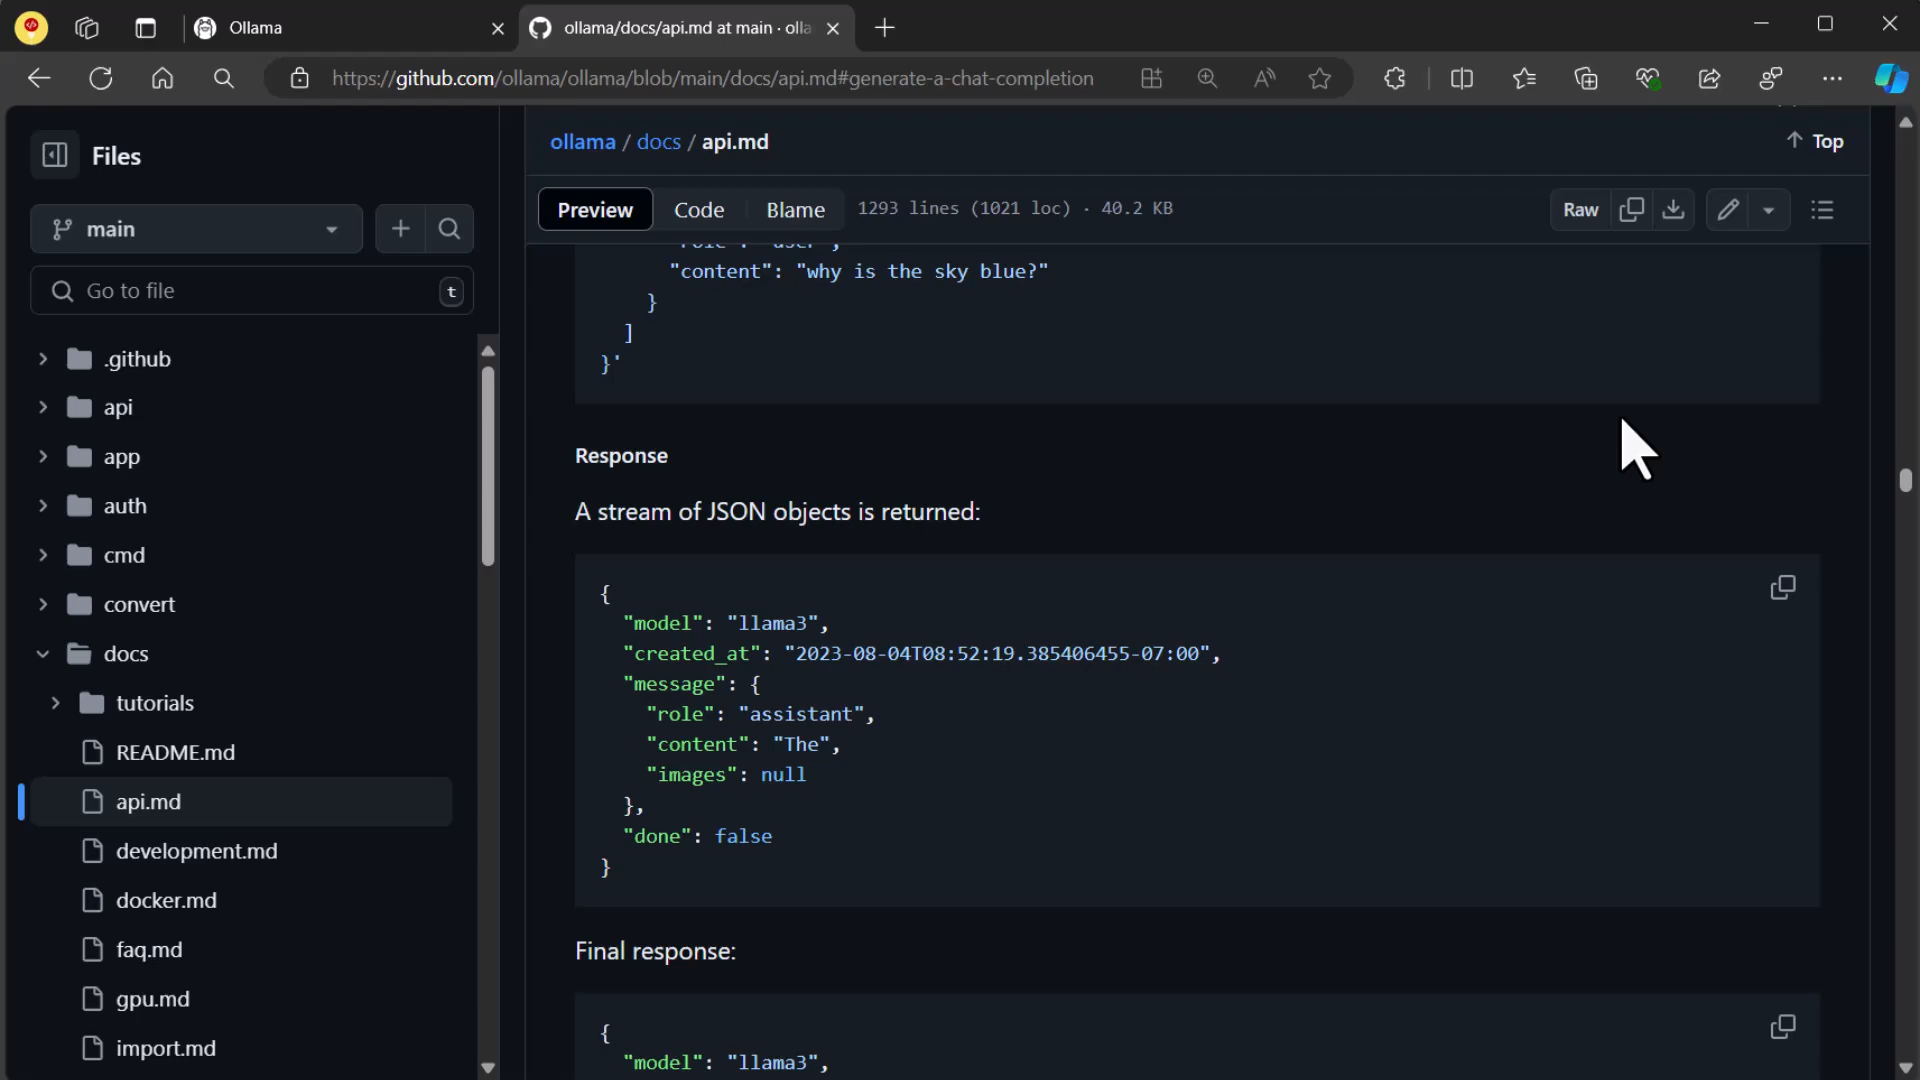 Ollama
ollama/docs/api.md at main · olla
https://github.com/ollama/ollama/blob/main/docs/api.md#generate-a-chat-completion
Files
main
Go to file
t
.github
api
app
auth
cmd
convert
docs
tutorials
README.md
api.md
development.md
docker.md
faq.md
gpu.md
import.md
ollama / docs / api.md
Top
Preview
Code
Blame
1293 lines (1021 loc) · 40.2 KB
Raw
"content": "why is the sky blue?"
}
]
}'
Response
A stream of JSON objects is returned:
{
"model": "llama3",
"created_at": "2023-08-04T08:52:19.385406455-07:00",
"message": {
"role": "assistant",
"content": "The",
"images": null
},
"done": false
}
Final response:
{
"model": "llama3",